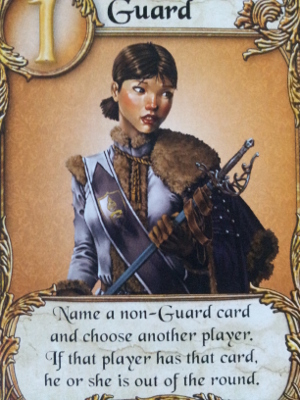 1
Guard
Name a non-Guard card
and choose another player.
If that player has that card,
he or she is out of the round.